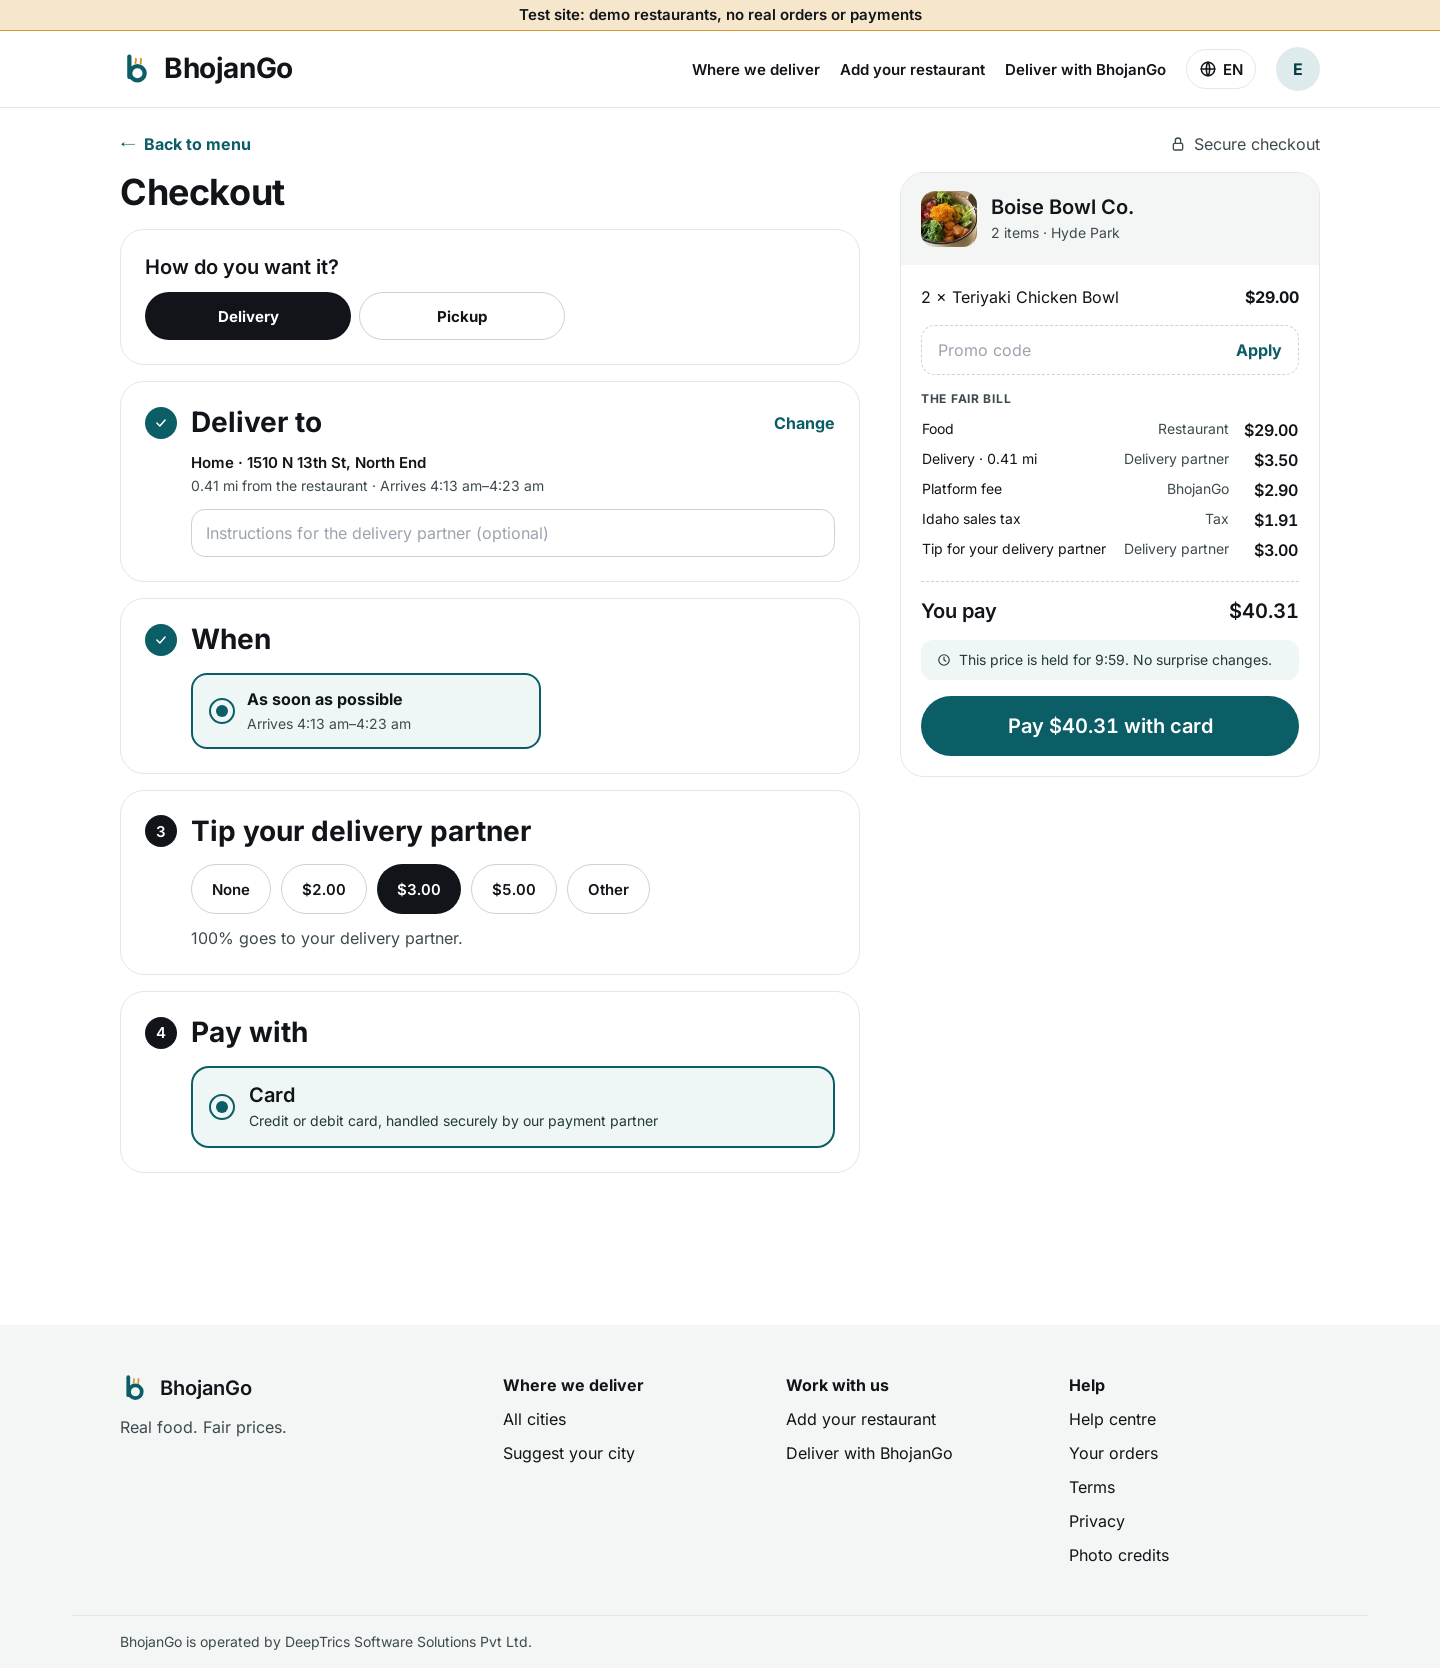 Test site: demo restaurants, no real orders or payments
BhojanGo
Where we deliver
Add your restaurant
Deliver with BhojanGo
EN
E
Back to menu
Secure checkout
Checkout
How do you want it?
Delivery
Pickup
Deliver to
Change
Home · 1510 N 13th St, North End
0.41 mi from the restaurant · Arrives 4:13 am–4:23 am
Instructions for the delivery partner (optional)
When
As soon as possible
Arrives 4:13 am–4:23 am
3 Tip your delivery partner
None
$2.00
$3.00
$5.00
Other
100% goes to your delivery partner.
4 Pay with
Card
Credit or debit card, handled securely by our payment partner
Boise Bowl Co.
2 items · Hyde Park
2 × Teriyaki Chicken Bowl $29.00
Promo code Apply
THE FAIR BILL
Food Restaurant $29.00
Delivery · 0.41 mi Delivery partner $3.50
Platform fee BhojanGo $2.90
Idaho sales tax Tax $1.91
Tip for your delivery partner Delivery partner $3.00
You pay $40.31
This price is held for 9:59. No surprise changes.
Pay $40.31 with card
BhojanGo
Real food. Fair prices.
Where we deliver
All cities
Suggest your city
Work with us
Add your restaurant
Deliver with BhojanGo
Help
Help centre
Your orders
Terms
Privacy
Photo credits
BhojanGo is operated by DeepTrics Software Solutions Pvt Ltd.